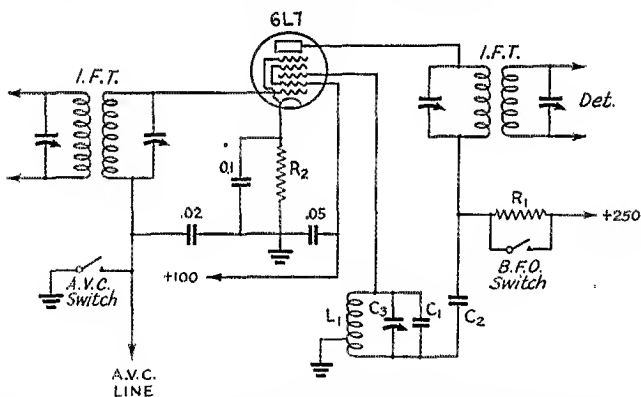 6L7
I.F.T.
I.F.T.
Det.
0.1
R2
R1
+250
.02
.05
B.F.O.
Switch
+100
A.V.C.
Switch
L1
C3
C1
C2
A.V.C.
LINE